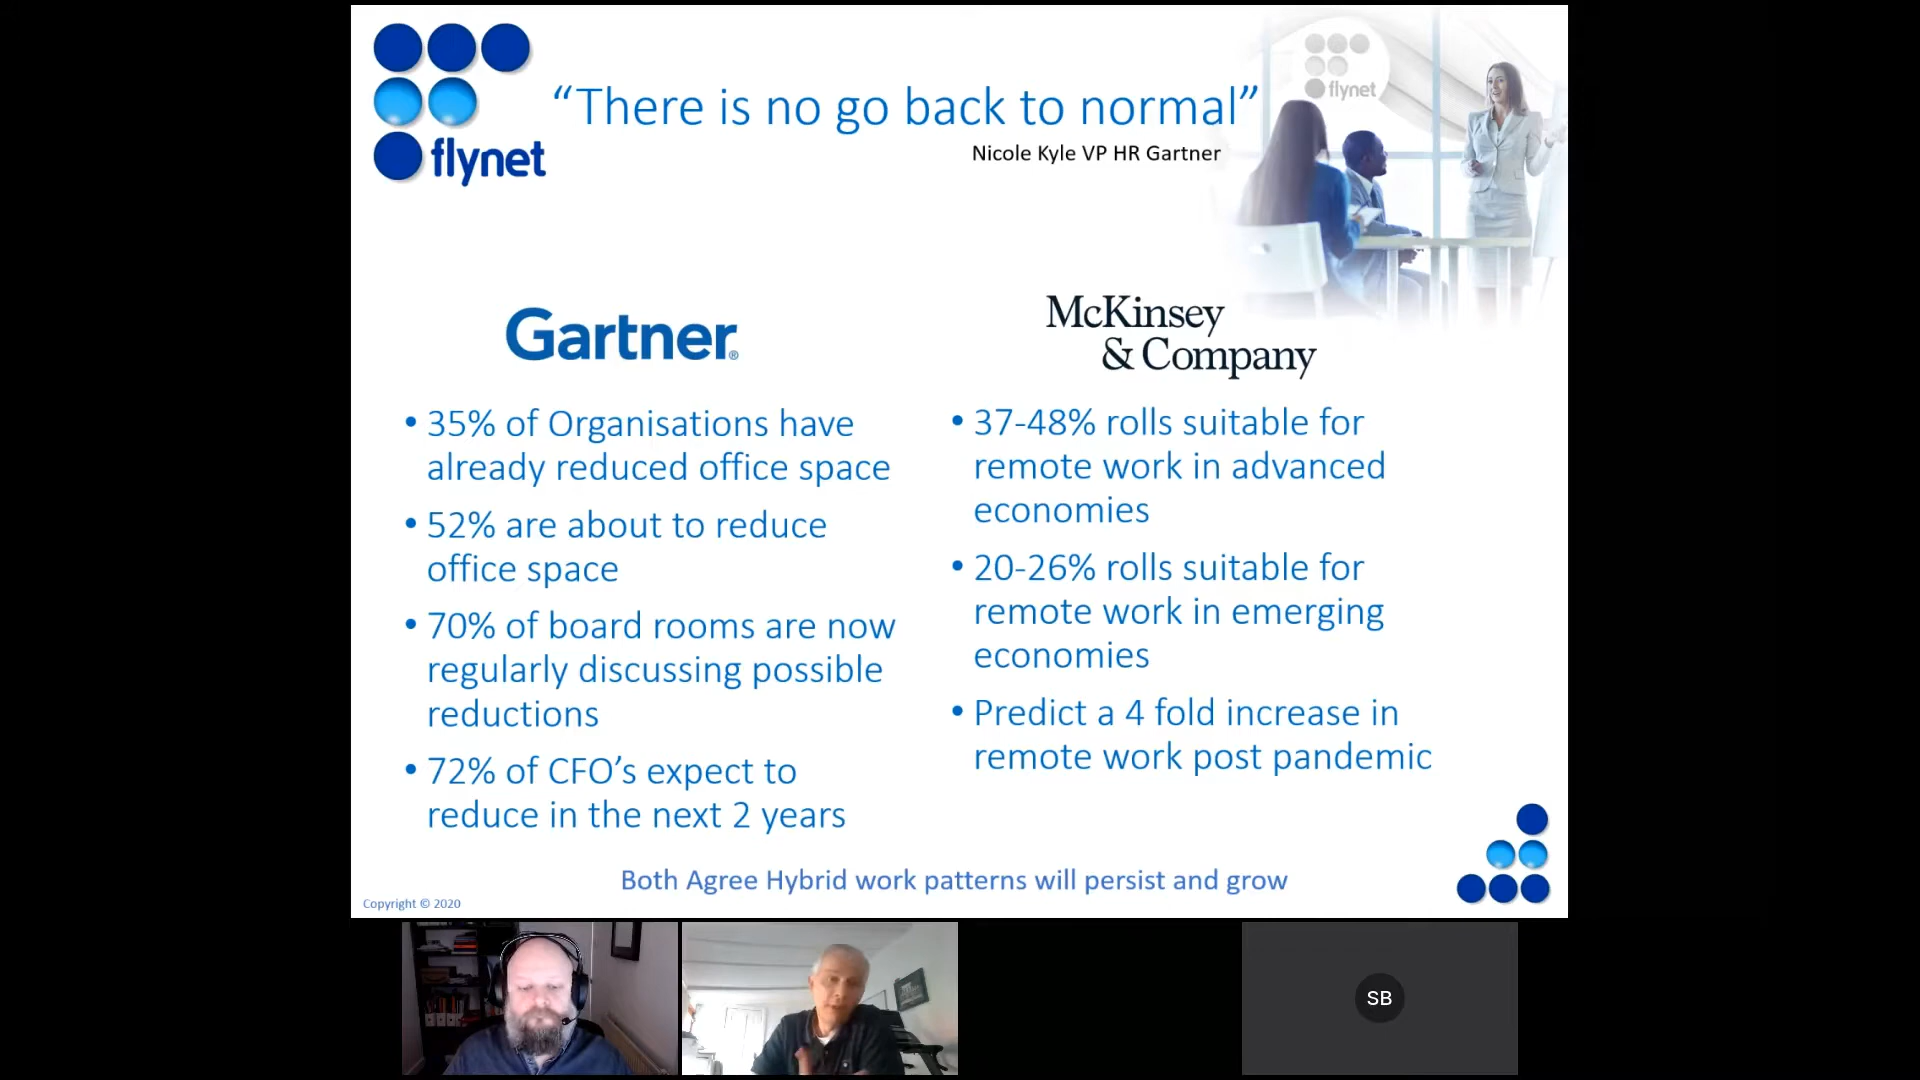 flynet
“There is no go back to normal”
Nicole Kyle VP HR Gartner
flynet
Gartner®
• 35% of Organisations have
already reduced office space
• 52% are about to reduce
office space
• 70% of board rooms are now
regularly discussing possible
reductions
• 72% of CFO’s expect to
reduce in the next 2 years
McKinsey
& Company
• 37-48% rolls suitable for
remote work in advanced
economies
• 20-26% rolls suitable for
remote work in emerging
economies
• Predict a 4 fold increase in
remote work post pandemic
Both Agree Hybrid work patterns will persist and grow
Copyright © 2020
SB